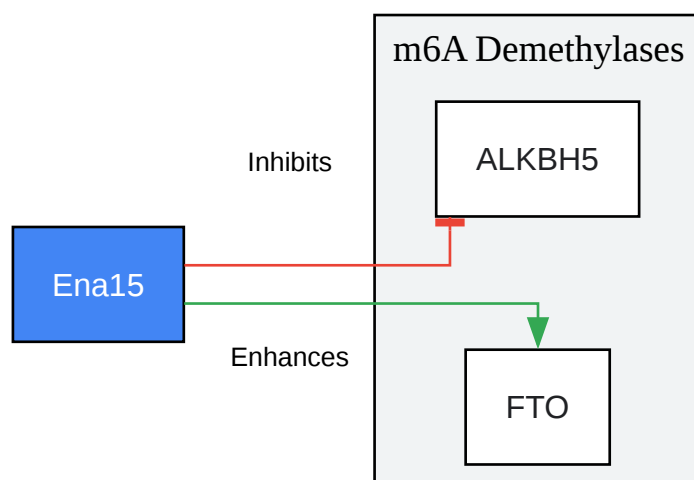 m6A Demethylases
ALKBH5
Inhibits
Ena15
Enhances
FTO